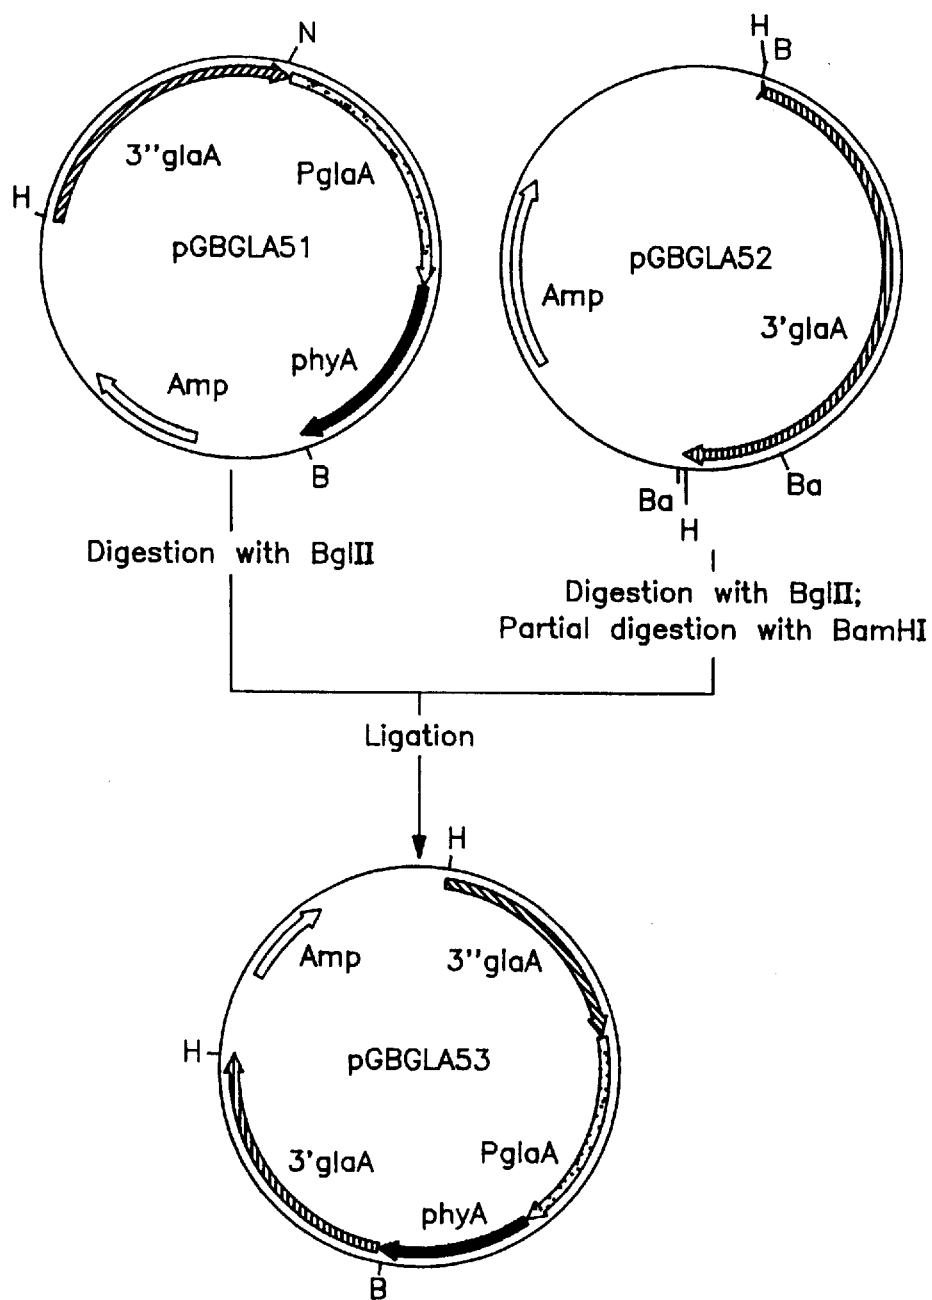 N
3''glaA
PglaA
H
pGBGLA51
phyA
Amp
B
H
B
pGBGLA52
Amp
3'glaA
Ba
Ba
H
Digestion with BglII
Digestion with BglII;
Partial digestion with BamHI
Ligation
H
Amp
3''glaA
H
pGBGLA53
3'glaA
PglaA
phyA
B